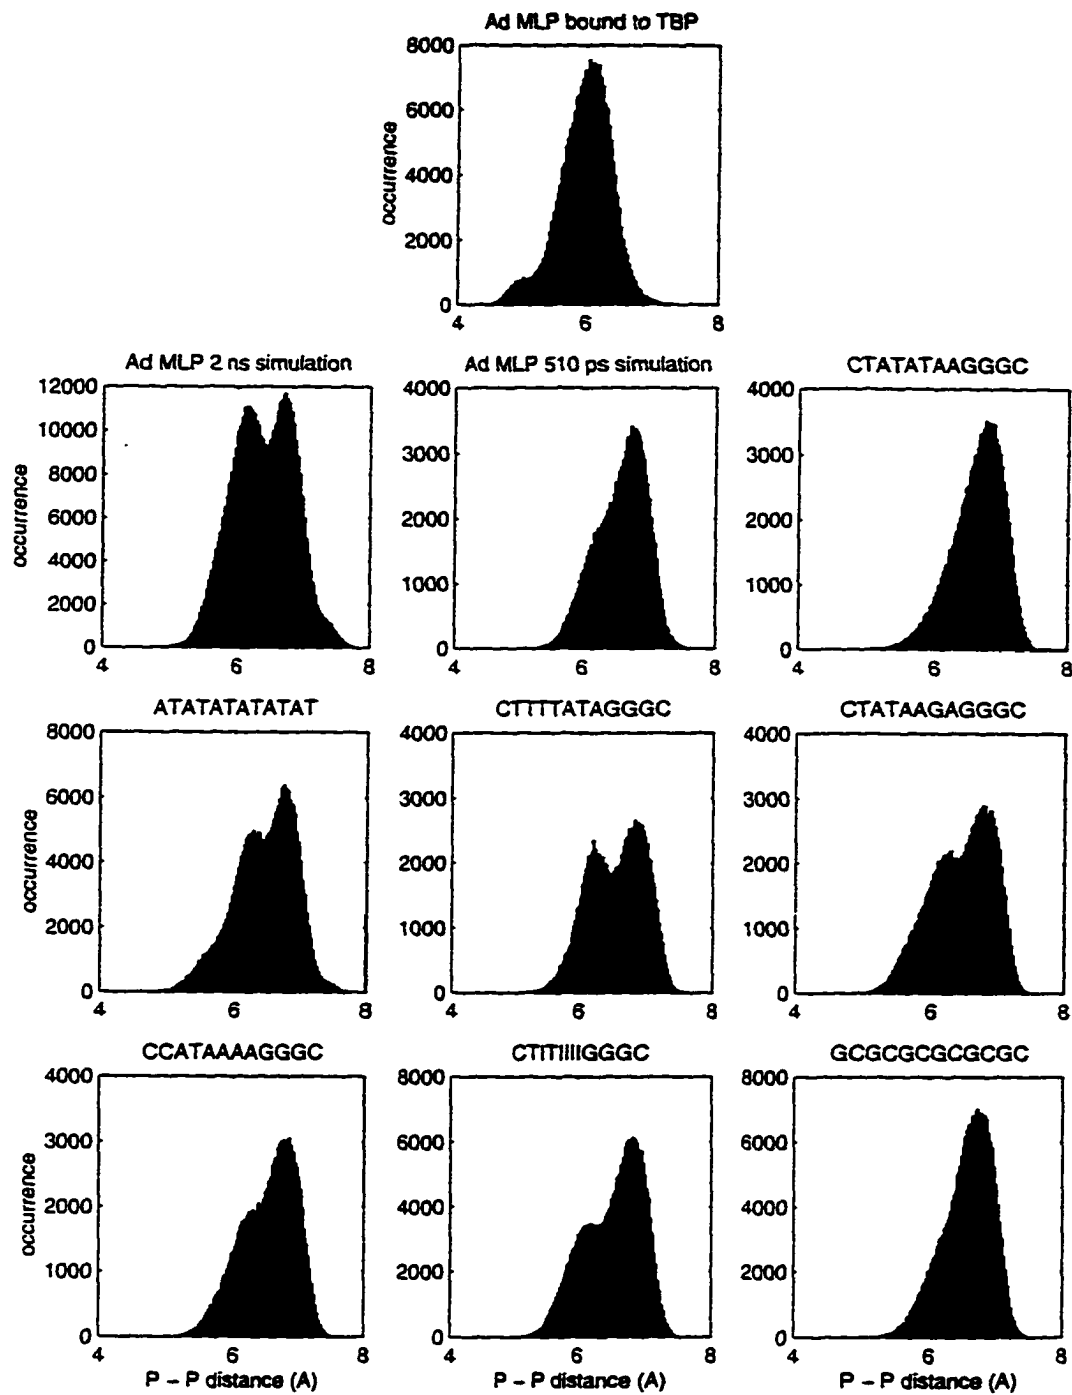 Ad MLP bound to TBP
8000
6000
4000
2000
0
occurrence
4 6 8
Ad MLP 2 ns simulation
12000
10000
8000
6000
4000
2000
0
occurrence
4 6 8
Ad MLP 510 ps simulation
4000
3000
2000
1000
0
4 6 8
CTATATAAGGGC
4000
3000
2000
1000
0
4 6 8
ATATATATATAT
8000
6000
4000
2000
0
occurrence
4 6 8
CTTTTATAGGGC
4000
3000
2000
1000
0
4 6 8
CTATAAGAGGGC
4000
3000
2000
1000
0
4 6 8
CCATAAAAGGGC
4000
3000
2000
1000
0
occurrence
4 6 8
P - P distance (A)
CTITIIIIGGGC
8000
6000
4000
2000
0
4 6 8
P - P distance (A)
GCGCGCGCGCGC
8000
6000
4000
2000
0
4 6 8
P - P distance (A)